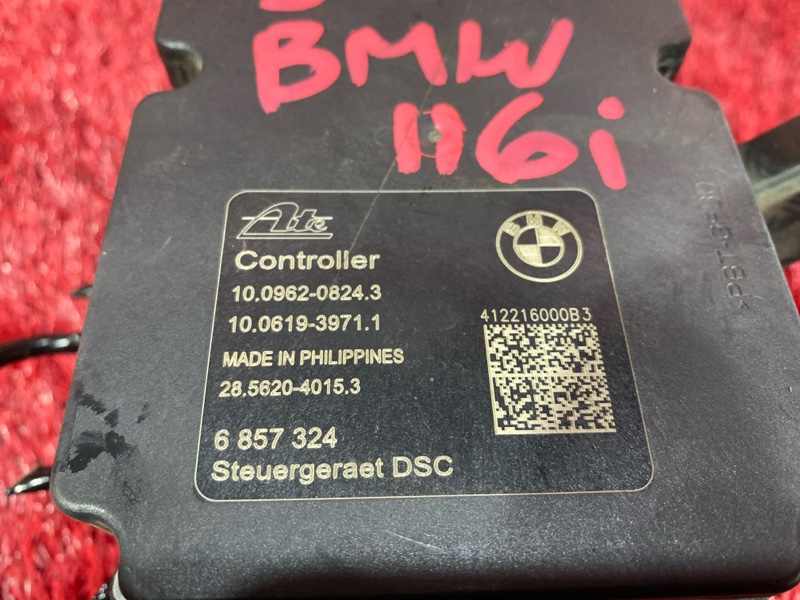 BMW
116i
Ate
BMW
Controller
10.0962-0824.3
10.0619-3971.1
412216000B3
MADE IN PHILIPPINES
28.5620-4015.3
6 857 324
Steuergeraet DSC